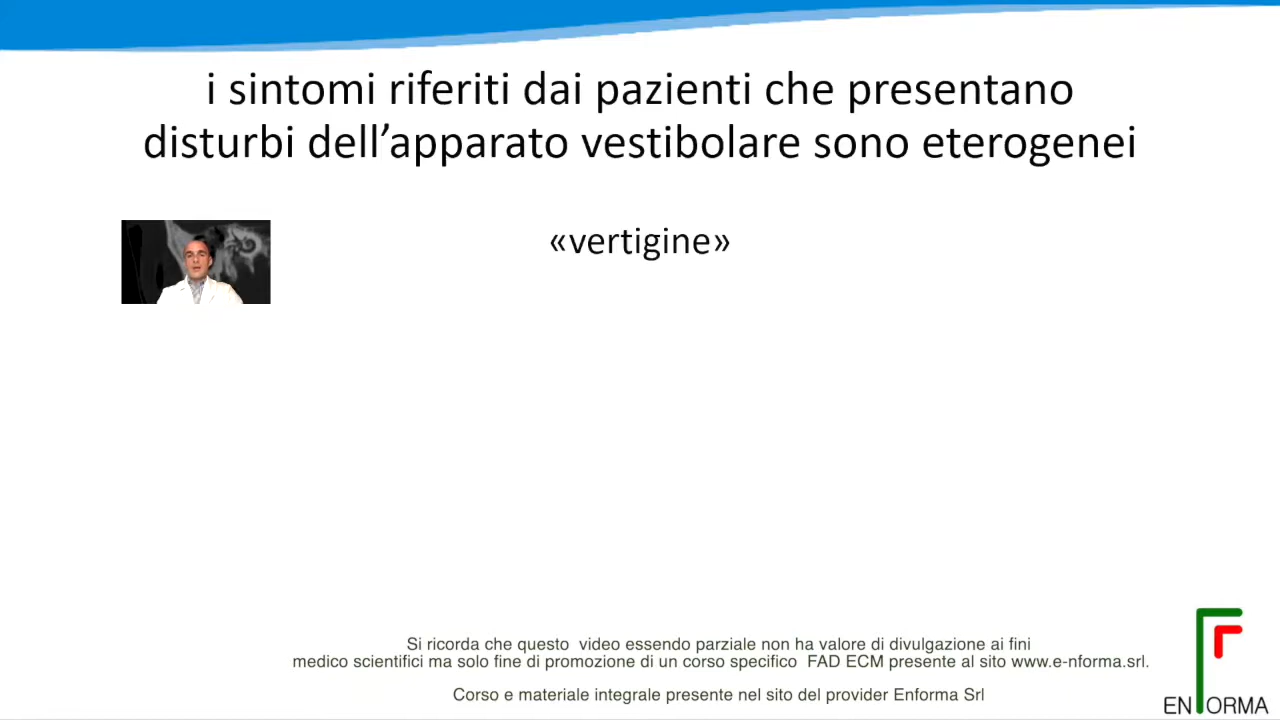 i sintomi riferiti dai pazienti che presentano
disturbi dell’apparato vestibolare sono eterogenei
«vertigine»
Si ricorda che questo  video essendo parziale non ha valore di divulgazione ai fini
medico scientifici ma solo fine di promozione di un corso specifico  FAD ECM presente al sito www.e-nforma.srl.
Corso e materiale integrale presente nel sito del provider Enforma Srl
ENFORMA